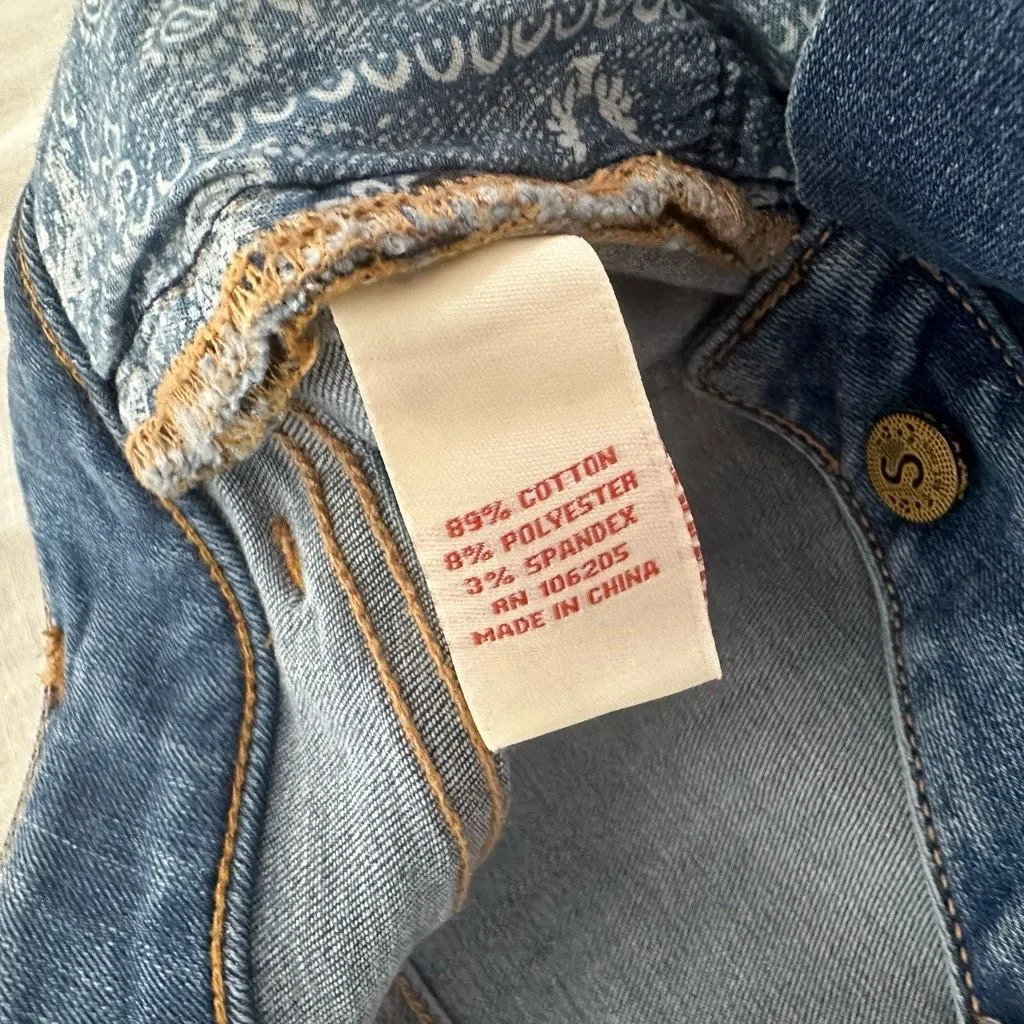 89% COTTON
8% POLYESTER
3% SPANDEX
RN 106205
MADE IN CHINA
S